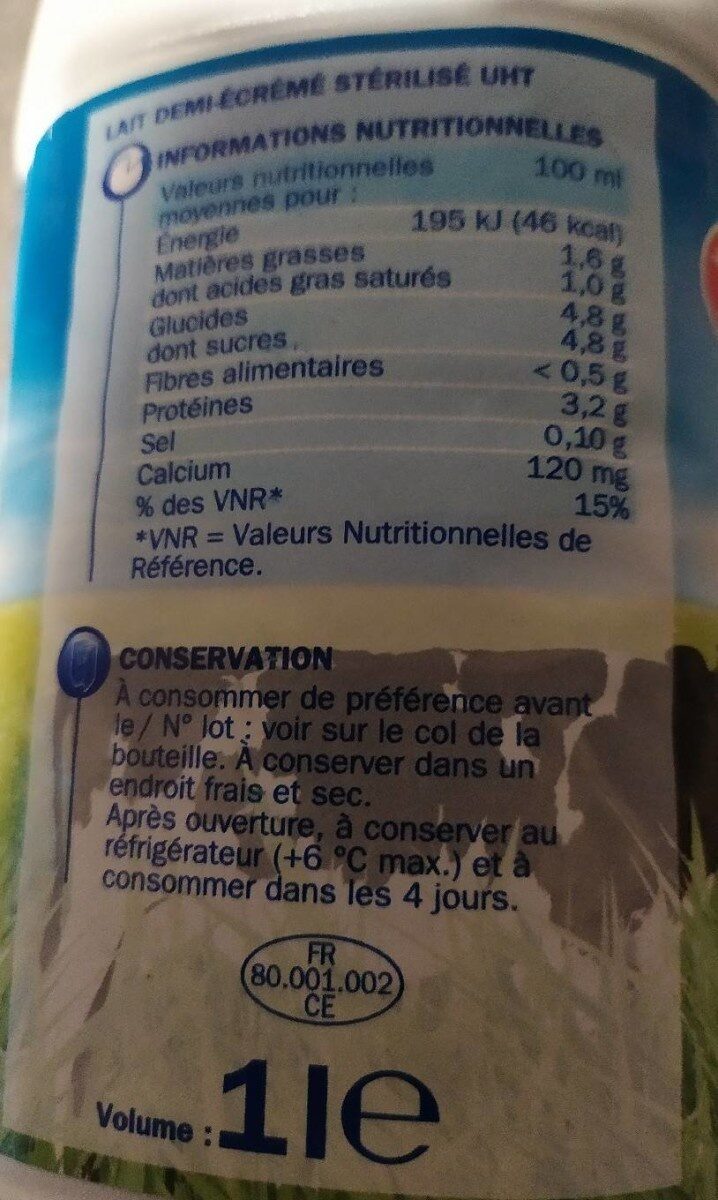 LAIT DEMI-ÉCRÉMÉ STÉRILISÉ UHT
INFORMATIONS NUTRITIONNELLES
Valeurs nutritionnelles
moyennes pour : 100 ml
Énergie 195 kJ (46 kcal)
Matières grasses 1,6 g
dont acides gras saturés 1,0 g
Glucides 4,8 g
dont sucres 4,8 g
Fibres alimentaires < 0,5 g
Protéines 3,2 g
Sel 0,10 g
Calcium 120 mg
% des VNR* 15%
*VNR = Valeurs Nutritionnelles de
Référence.
CONSERVATION
À consommer de préférence avant
le / N° lot : voir sur le col de la
bouteille. À conserver dans un
endroit frais et sec.
Après ouverture, à conserver au
réfrigérateur (+6 °C max.) et à
consommer dans les 4 jours.
FR
80.001.002
CE
Volume : 1l e